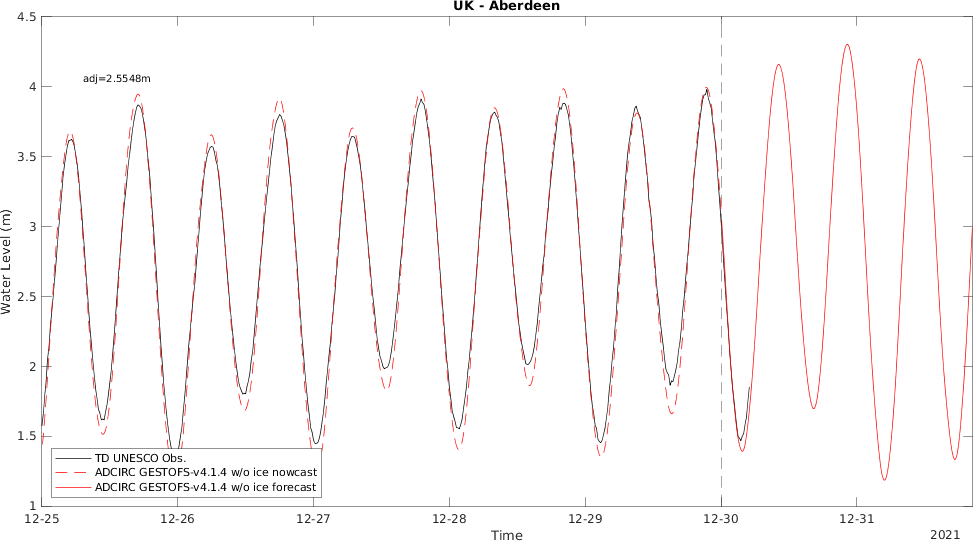 UK - Aberdeen
4.5
adj=2.5548m
4
3.5
3
Water Level (m)
2.5
2
1.5
TD UNESCO Obs.
ADCIRC GESTOFS-v4.1.4 w/o ice nowcast
ADCIRC GESTOFS-v4.1.4 w/o ice forecast
1
12-25 12-26 12-27 12-28 12-29 12-30 12-31
Time
2021